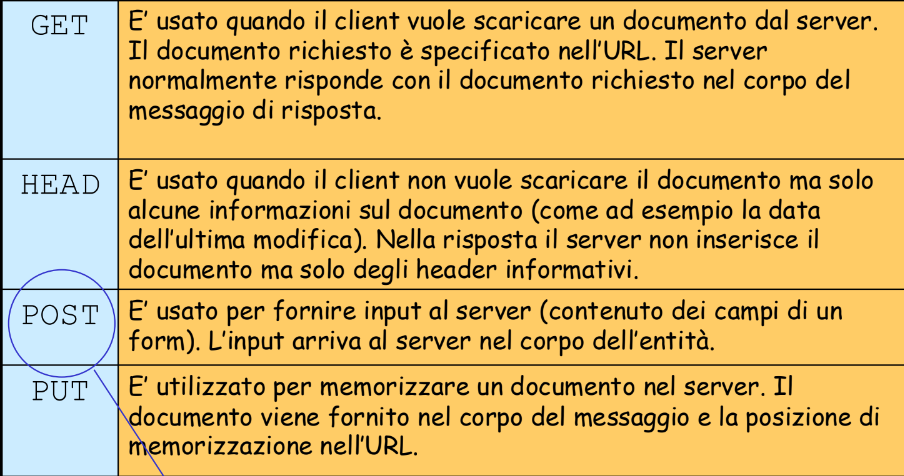 GET
E' usato quando il client vuole scaricare un documento dal server.
Il documento richiesto è specificato nell'URL. Il server
normalmente risponde con il documento richiesto nel corpo del
messaggio di risposta.
HEAD
E' usato quando il client non vuole scaricare il documento ma solo
alcune informazioni sul documento (come ad esempio la data
dell'ultima modifica). Nella risposta il server non inserisce il
documento ma solo degli header informativi.
POST
E' usato per fornire input al server (contenuto dei campi di un
form). L'input arriva al server nel corpo dell'entità.
PUT
E' utilizzato per memorizzare un documento nel server. Il
documento viene fornito nel corpo del messaggio e la posizione di
memorizzazione nell'URL.